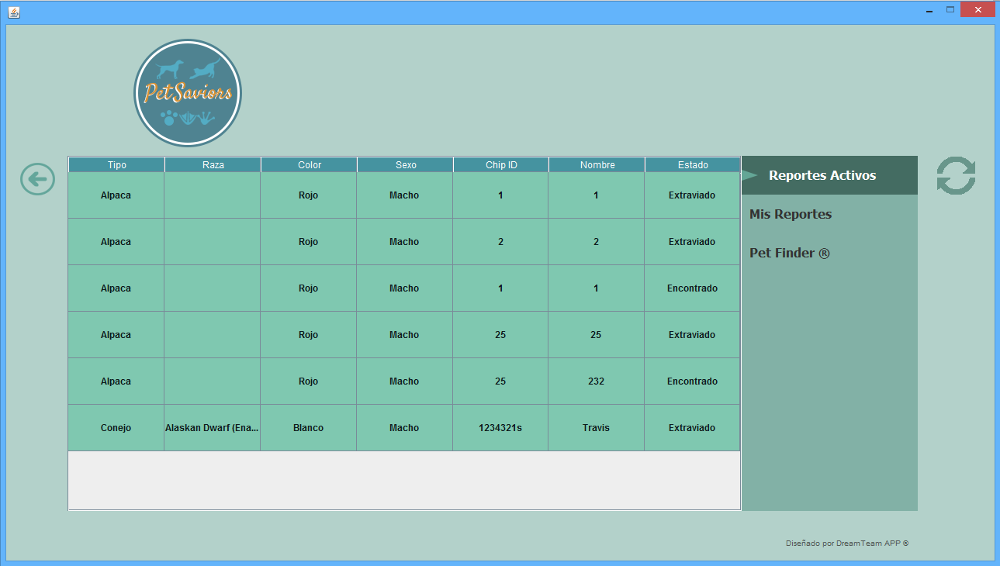 PetSaviors
Tipo Raza Color Sexo Chip ID Nombre Estado
Alpaca Rojo Macho 1 1 Extraviado
Alpaca Rojo Macho 2 2 Extraviado
Alpaca Rojo Macho 1 1 Encontrado
Alpaca Rojo Macho 25 25 Extraviado
Alpaca Rojo Macho 25 232 Encontrado
Conejo Alaskan Dwarf (Ena... Blanco Macho 1234321s Travis Extraviado
Reportes Activos
Mis Reportes
Pet Finder ®
Diseñado por DreamTeam APP ®